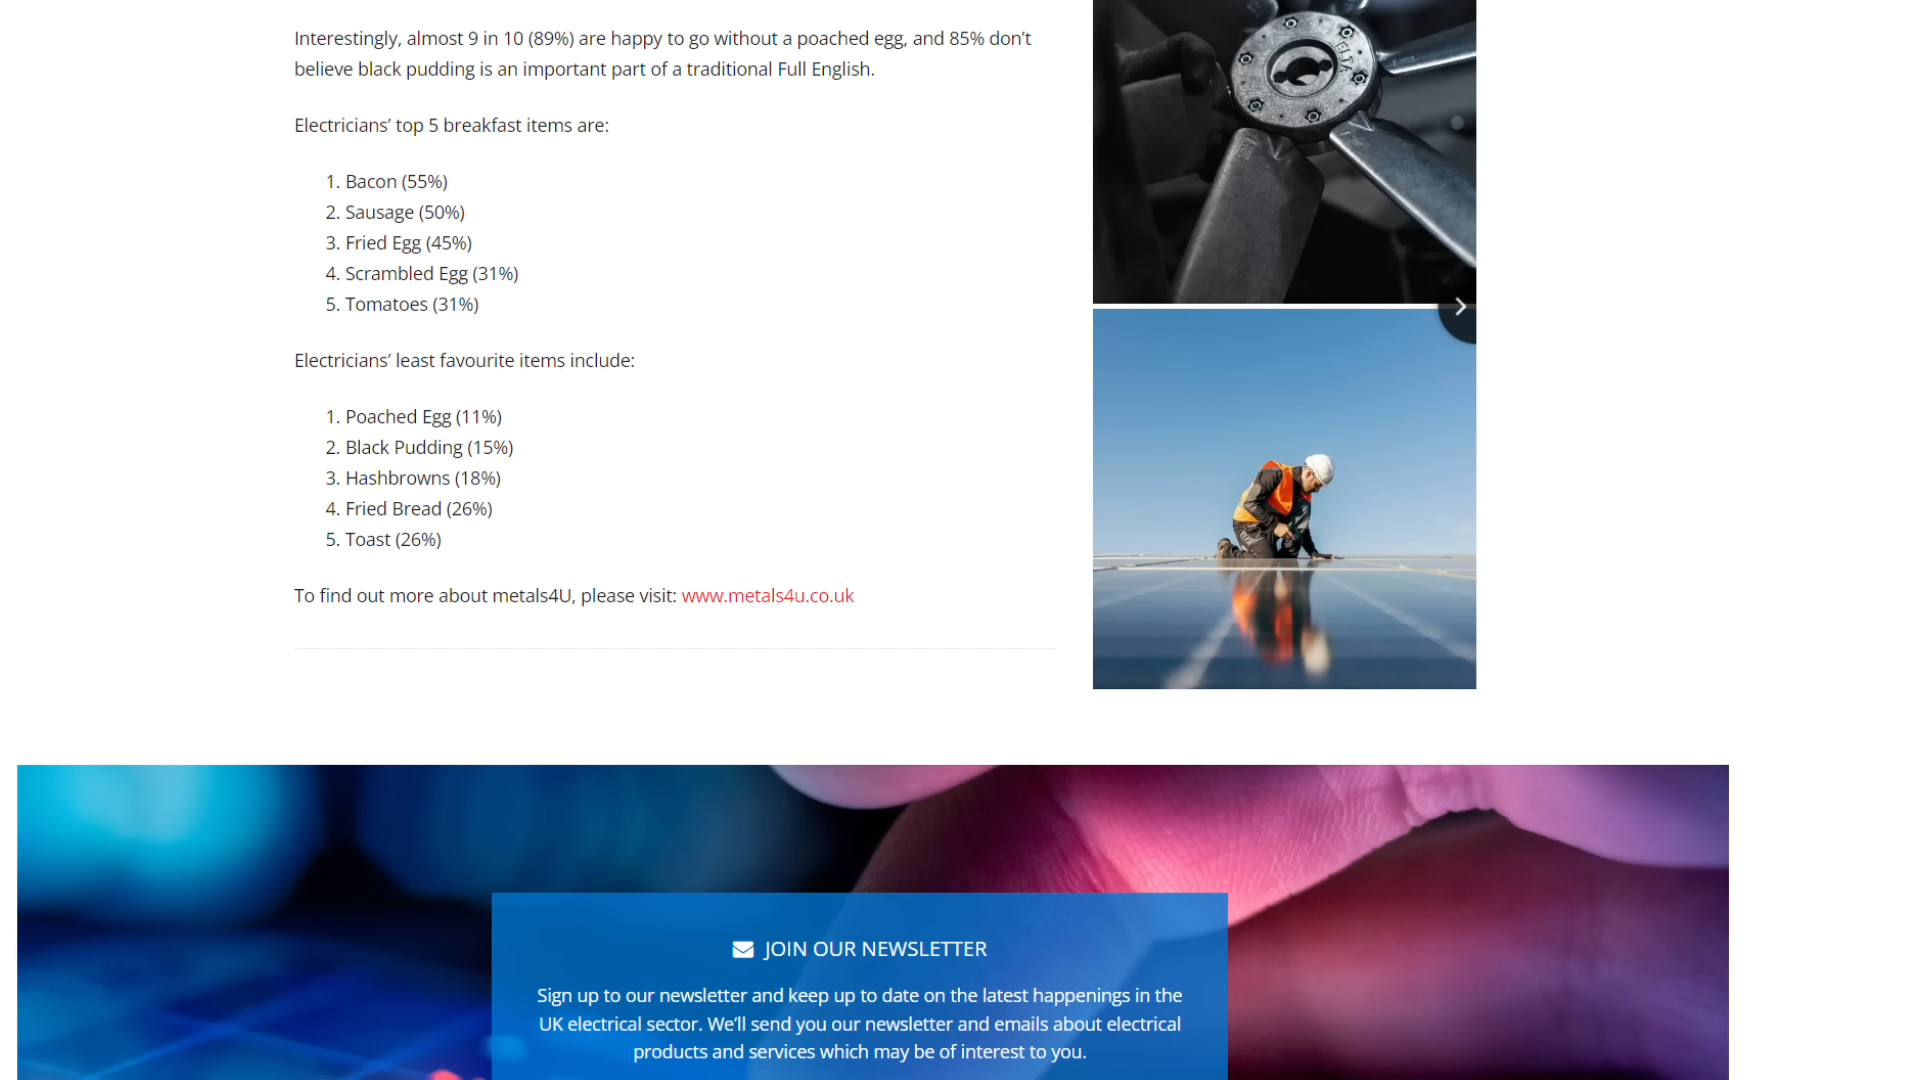 Interestingly, almost 9 in 10 (89%) are happy to go without a poached egg, and 85% don’t
believe black pudding is an important part of a traditional Full English.
Electricians’ top 5 breakfast items are:
1. Bacon (55%)
2. Sausage (50%)
3. Fried Egg (45%)
4. Scrambled Egg (31%)
5. Tomatoes (31%)
Electricians’ least favourite items include:
1. Poached Egg (11%)
2. Black Pudding (15%)
3. Hashbrowns (18%)
4. Fried Bread (26%)
5. Toast (26%)
To find out more about metals4U, please visit: www.metals4u.co.uk
ELTA
JOIN OUR NEWSLETTER
Sign up to our newsletter and keep up to date on the latest happenings in the
UK electrical sector. We’ll send you our newsletter and emails about electrical
products and services which may be of interest to you.